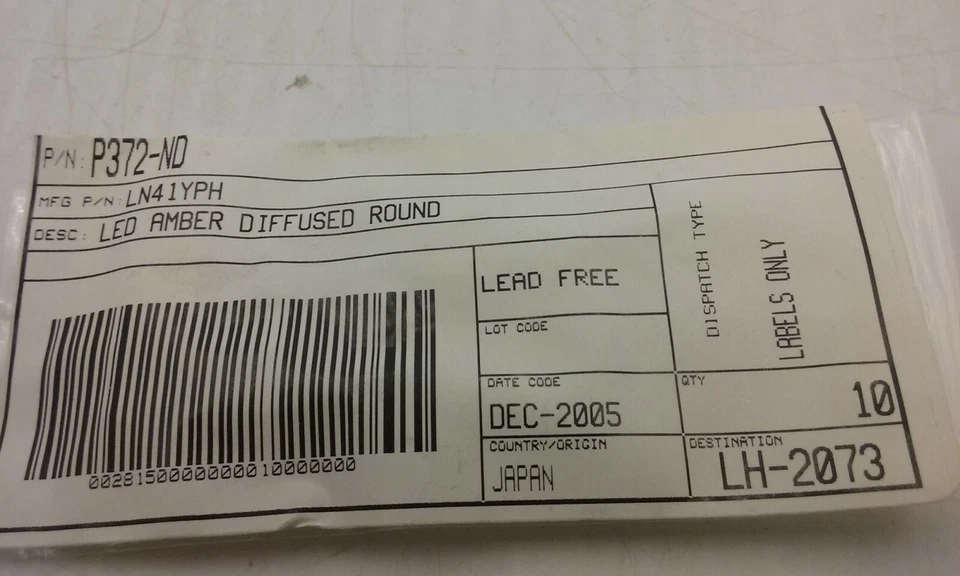 P/N: P372-ND
MFG P/N: LN41YPH
DESC: LED AMBER DIFFUSED ROUND
LEAD FREE
LOT CODE
DATE CODE
DEC-2005
COUNTRY/ORIGIN
JAPAN
DISPATCH TYPE
LABELS ONLY
QTY
10
DESTINATION
LH-2073